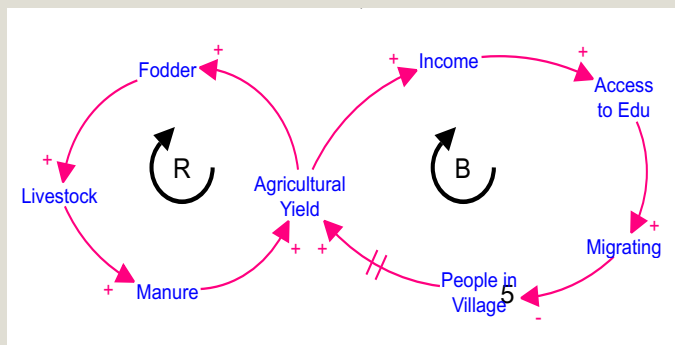 +
Fodder
+
Income
+
Access
to Edu
+
R
B
Livestock
Agricultural
Yield
+
Migrating
+
Manure
+
+
People in
Village
5
-
+